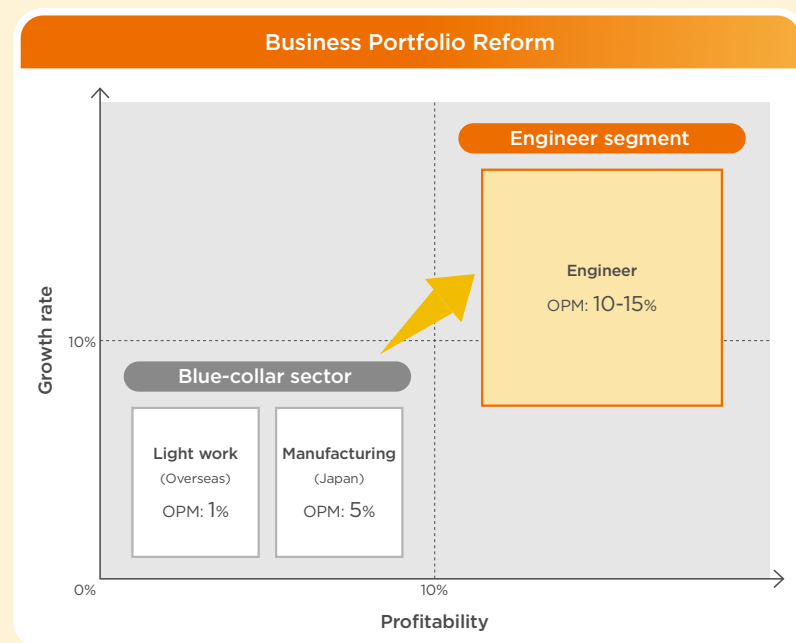 Business Portfolio Reform
Engineer segment
Engineer
OPM: 10-15%
Growth rate
10%
Blue-collar sector
Light work
(Overseas)
OPM: 1%
Manufacturing
(Japan)
OPM: 5%
0%
10%
Profitability